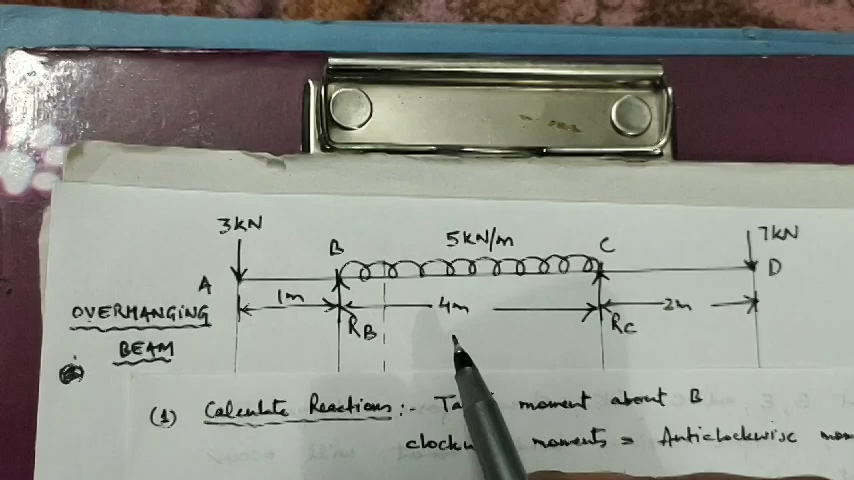 3kN
B
5kN/m
C
7kN
A
D
1m
4m
2m
OVERHANGING
RB
RC
BEAM
(1) Calculate Reactions:- moment about B
moments = Anticlockwise